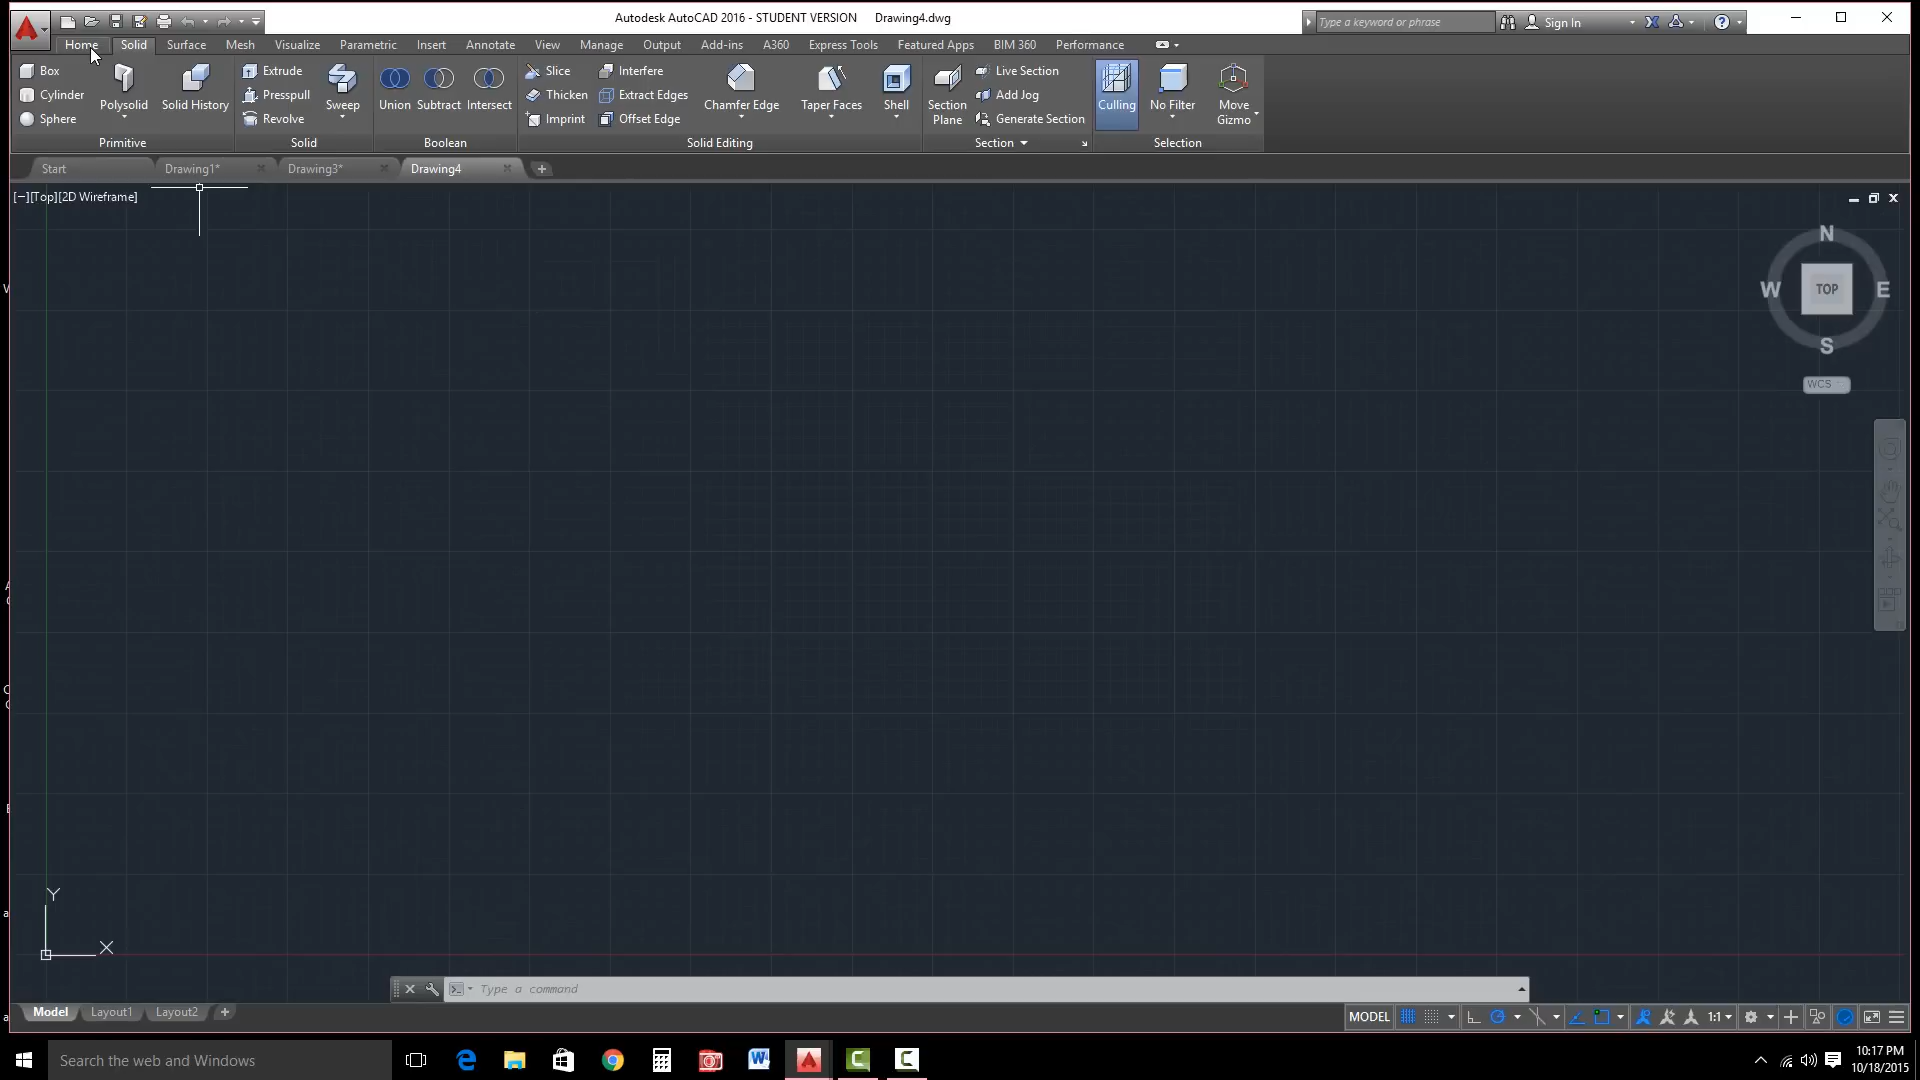 Autodesk AutoCAD 2016 - STUDENT VERSION Drawing4.dwg
Type a keyword or phrase
Sign In
Home Solid Surface Mesh Visualize Parametric Insert Annotate View Manage Output Add-ins A360 Express Tools Featured Apps BIM 360 Performance
Box
Cylinder
Sphere
Polysolid
Solid History
Primitive
Extrude
Presspull
Revolve
Sweep
Solid
Union Subtract Intersect
Boolean
Slice
Thicken
Imprint
Interfere
Extract Edges
Offset Edge
Chamfer Edge
Taper Faces
Shell
Solid Editing
Section
Plane
Live Section
Add Jog
Generate Section
Section
Culling
No Filter
Move
Gizmo
Selection
Start Drawing1* Drawing3* Drawing4
[−][Top][2D Wireframe]
N
W TOP E
S
WCS
Y
X
Type a command
Model Layout1 Layout2
MODEL 1:1
Search the web and Windows
10:17 PM
10/18/2015